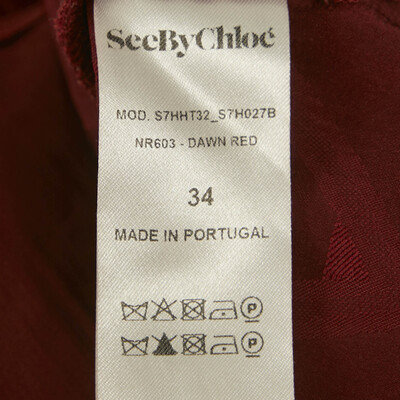 SeeByChloé
MOD. S7HHT32_S7H027B
NR603 - DAWN RED
34
MADE IN PORTUGAL
P
P